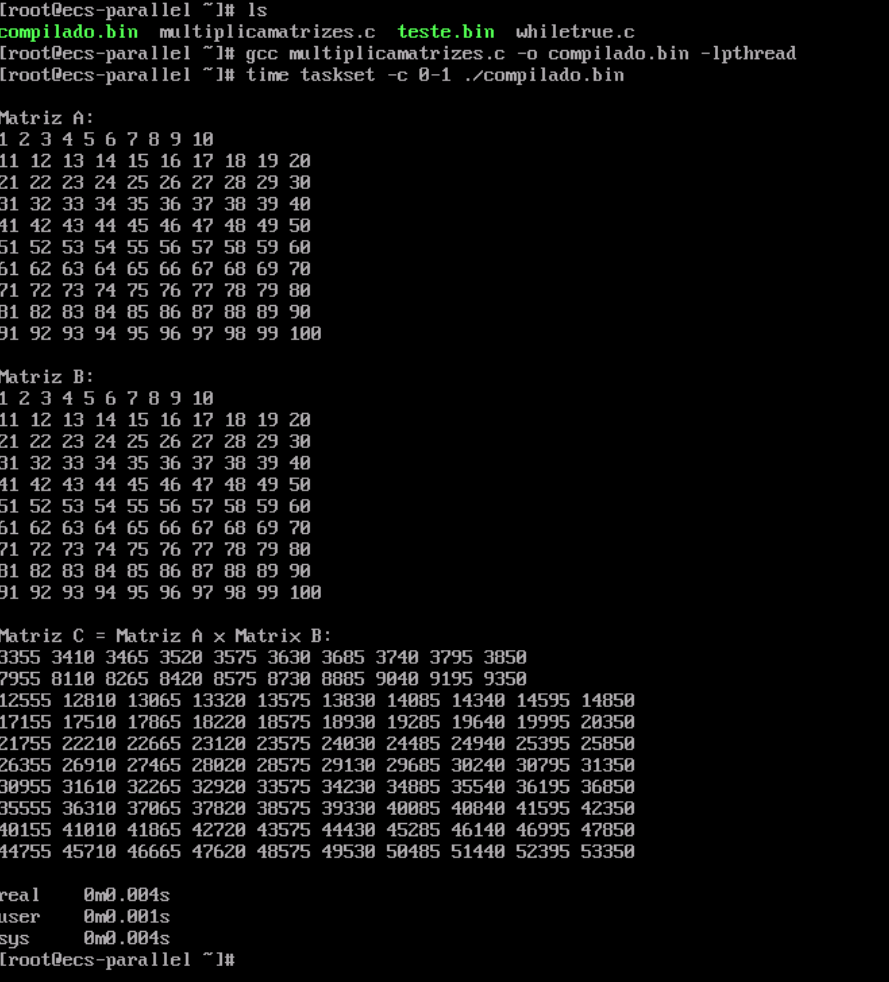 [root@ecs-parallel ~]# ls
compilado.bin  multiplicamatrizes.c  teste.bin  whiletrue.c
[root@ecs-parallel ~]# gcc multiplicamatrizes.c -o compilado.bin -lpthread
[root@ecs-parallel ~]# time taskset -c 0-1 ./compilado.bin
Matriz A:
1 2 3 4 5 6 7 8 9 10
11 12 13 14 15 16 17 18 19 20
21 22 23 24 25 26 27 28 29 30
31 32 33 34 35 36 37 38 39 40
41 42 43 44 45 46 47 48 49 50
51 52 53 54 55 56 57 58 59 60
61 62 63 64 65 66 67 68 69 70
71 72 73 74 75 76 77 78 79 80
81 82 83 84 85 86 87 88 89 90
91 92 93 94 95 96 97 98 99 100
Matriz B:
1 2 3 4 5 6 7 8 9 10
11 12 13 14 15 16 17 18 19 20
21 22 23 24 25 26 27 28 29 30
31 32 33 34 35 36 37 38 39 40
41 42 43 44 45 46 47 48 49 50
51 52 53 54 55 56 57 58 59 60
61 62 63 64 65 66 67 68 69 70
71 72 73 74 75 76 77 78 79 80
81 82 83 84 85 86 87 88 89 90
91 92 93 94 95 96 97 98 99 100
Matriz C = Matriz A x Matrix B:
3355 3410 3465 3520 3575 3630 3685 3740 3795 3850
7955 8110 8265 8420 8575 8730 8885 9040 9195 9350
12555 12810 13065 13320 13575 13830 14085 14340 14595 14850
17155 17510 17865 18220 18575 18930 19285 19640 19995 20350
21755 22210 22665 23120 23575 24030 24485 24940 25395 25850
26355 26910 27465 28020 28575 29130 29685 30240 30795 31350
30955 31610 32265 32920 33575 34230 34885 35540 36195 36850
35555 36310 37065 37820 38575 39330 40085 40840 41595 42350
40155 41010 41865 42720 43575 44430 45285 46140 46995 47850
44755 45710 46665 47620 48575 49530 50485 51440 52395 53350
real    0m0.004s
user    0m0.001s
sys     0m0.004s
[root@ecs-parallel ~]#